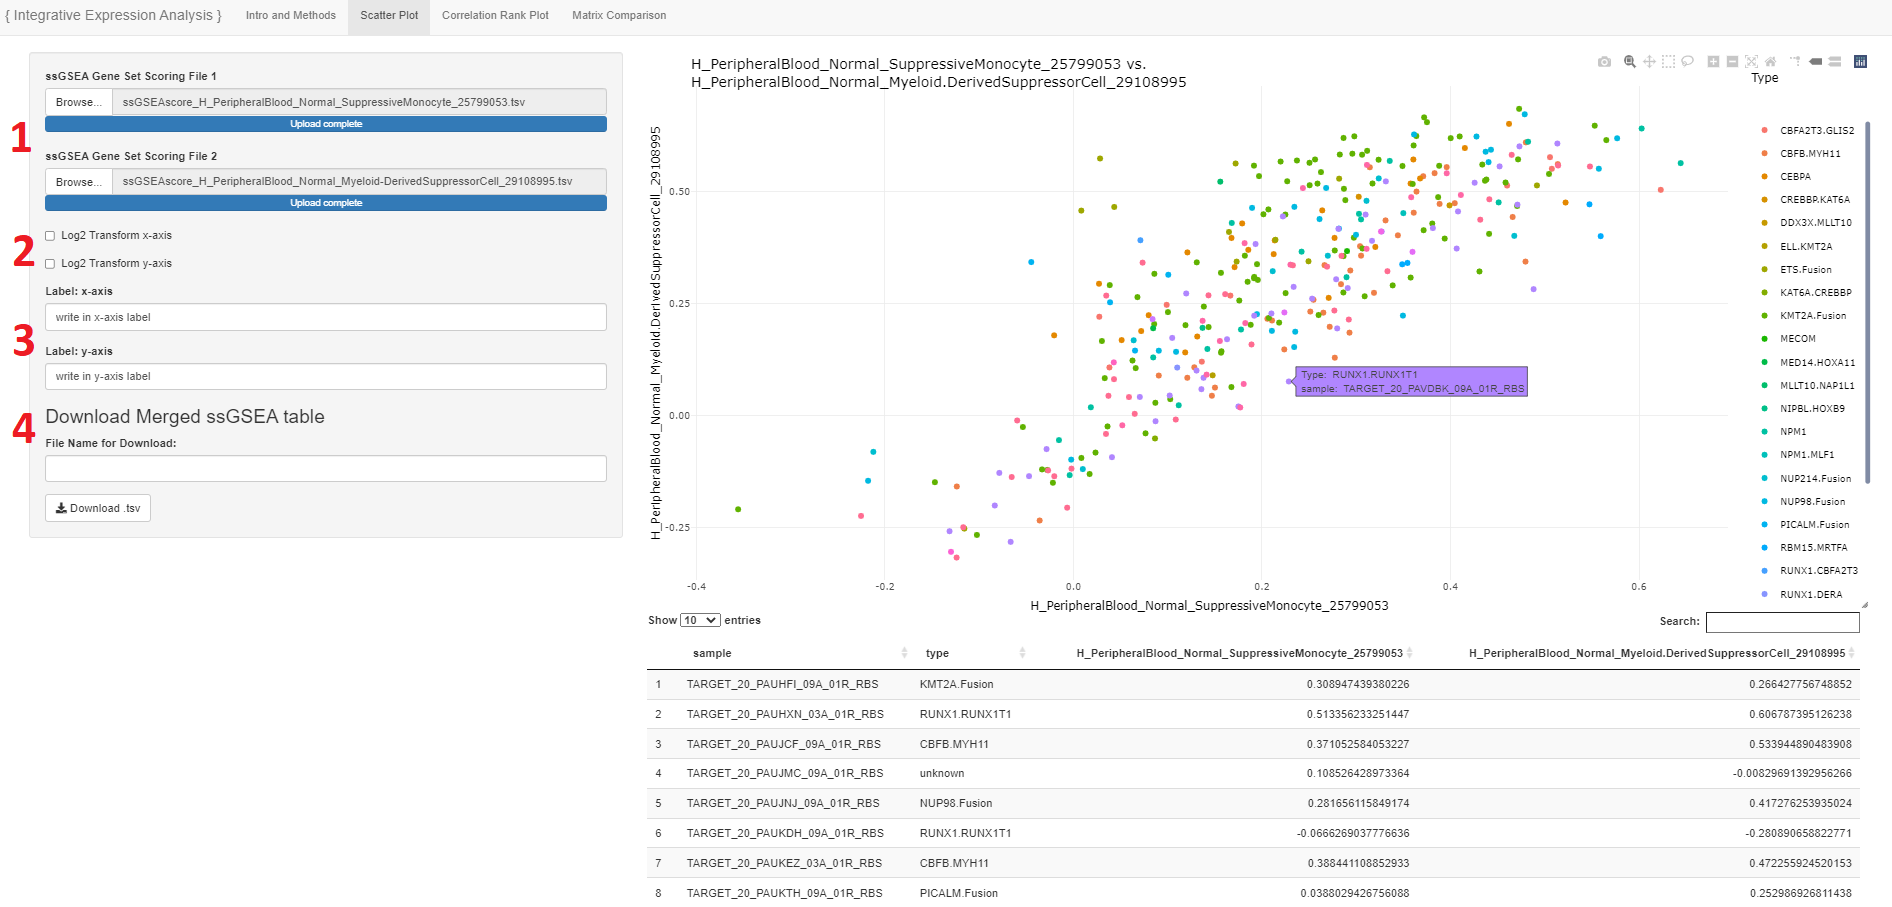 { Integrative Expression Analysis }
Intro and Methods
Scatter Plot
Correlation Rank Plot
Matrix Comparison
1
ssGSEA Gene Set Scoring File 1
Browse...
ssGSEAscore_H_PeripheralBlood_Normal_SuppressiveMonocyte_25799053.tsv
Upload complete
ssGSEA Gene Set Scoring File 2
Browse...
ssGSEAscore_H_PeripheralBlood_Normal_Myeloid-DerivedSuppressorCell_29108995.tsv
Upload complete
2
Log2 Transform x-axis
Log2 Transform y-axis
3
Label: x-axis
write in x-axis label
Label: y-axis
write in y-axis label
4
Download Merged ssGSEA table
File Name for Download:
Download .tsv
H_PeripheralBlood_Normal_SuppressiveMonocyte_25799053 vs.
H_PeripheralBlood_Normal_Myeloid.DerivedSuppressorCell_29108995
H_PeripheralBlood_Normal_Myeloid.DerivedSuppressorCell_29108995
0.50
0.25
0.00
-0.25
-0.4
-0.2
0.0
0.2
0.4
0.6
H_PeripheralBlood_Normal_SuppressiveMonocyte_25799053
Type: RUNX1.RUNX1T1
sample: TARGET_20_PAVDBK_09A_01R_RBS
Type
CBFA2T3.GLIS2
CBFB.MYH11
CEBPA
CREBBP.KAT6A
DDX3X.MLLT10
ELL.KMT2A
ETS.Fusion
KAT6A.CREBBP
KMT2A.Fusion
MECOM
MED14.HOXA11
MLLT10.NAP1L1
NIPBL.HOXB9
NPM1
NPM1.MLF1
NUP214.Fusion
NUP98.Fusion
PICALM.Fusion
RBM15.MRTFA
RUNX1.CBFA2T3
RUNX1.DERA
Show 10 entries
Search:
sample type H_PeripheralBlood_Normal_SuppressiveMonocyte_25799053 H_PeripheralBlood_Normal_Myeloid.DerivedSuppressorCell_29108995
1 TARGET_20_PAUHFI_09A_01R_RBS KMT2A.Fusion 0.308947439380226 0.266427756748852
2 TARGET_20_PAUHXN_03A_01R_RBS RUNX1.RUNX1T1 0.513356233251447 0.606787395126238
3 TARGET_20_PAUJCF_09A_01R_RBS CBFB.MYH11 0.371052584053227 0.533944890483908
4 TARGET_20_PAUJMC_09A_01R_RBS unknown 0.108526428973364 -0.00829691392956266
5 TARGET_20_PAUJNJ_09A_01R_RBS NUP98.Fusion 0.281656115849174 0.417276253935024
6 TARGET_20_PAUKDH_09A_01R_RBS RUNX1.RUNX1T1 -0.0666269037776636 -0.280890658822771
7 TARGET_20_PAUKEZ_03A_01R_RBS CBFB.MYH11 0.388441108852933 0.472255924520153
8 TARGET_20_PAUKTH_09A_01R_RBS PICALM.Fusion 0.0388029426756088 0.252986926811438